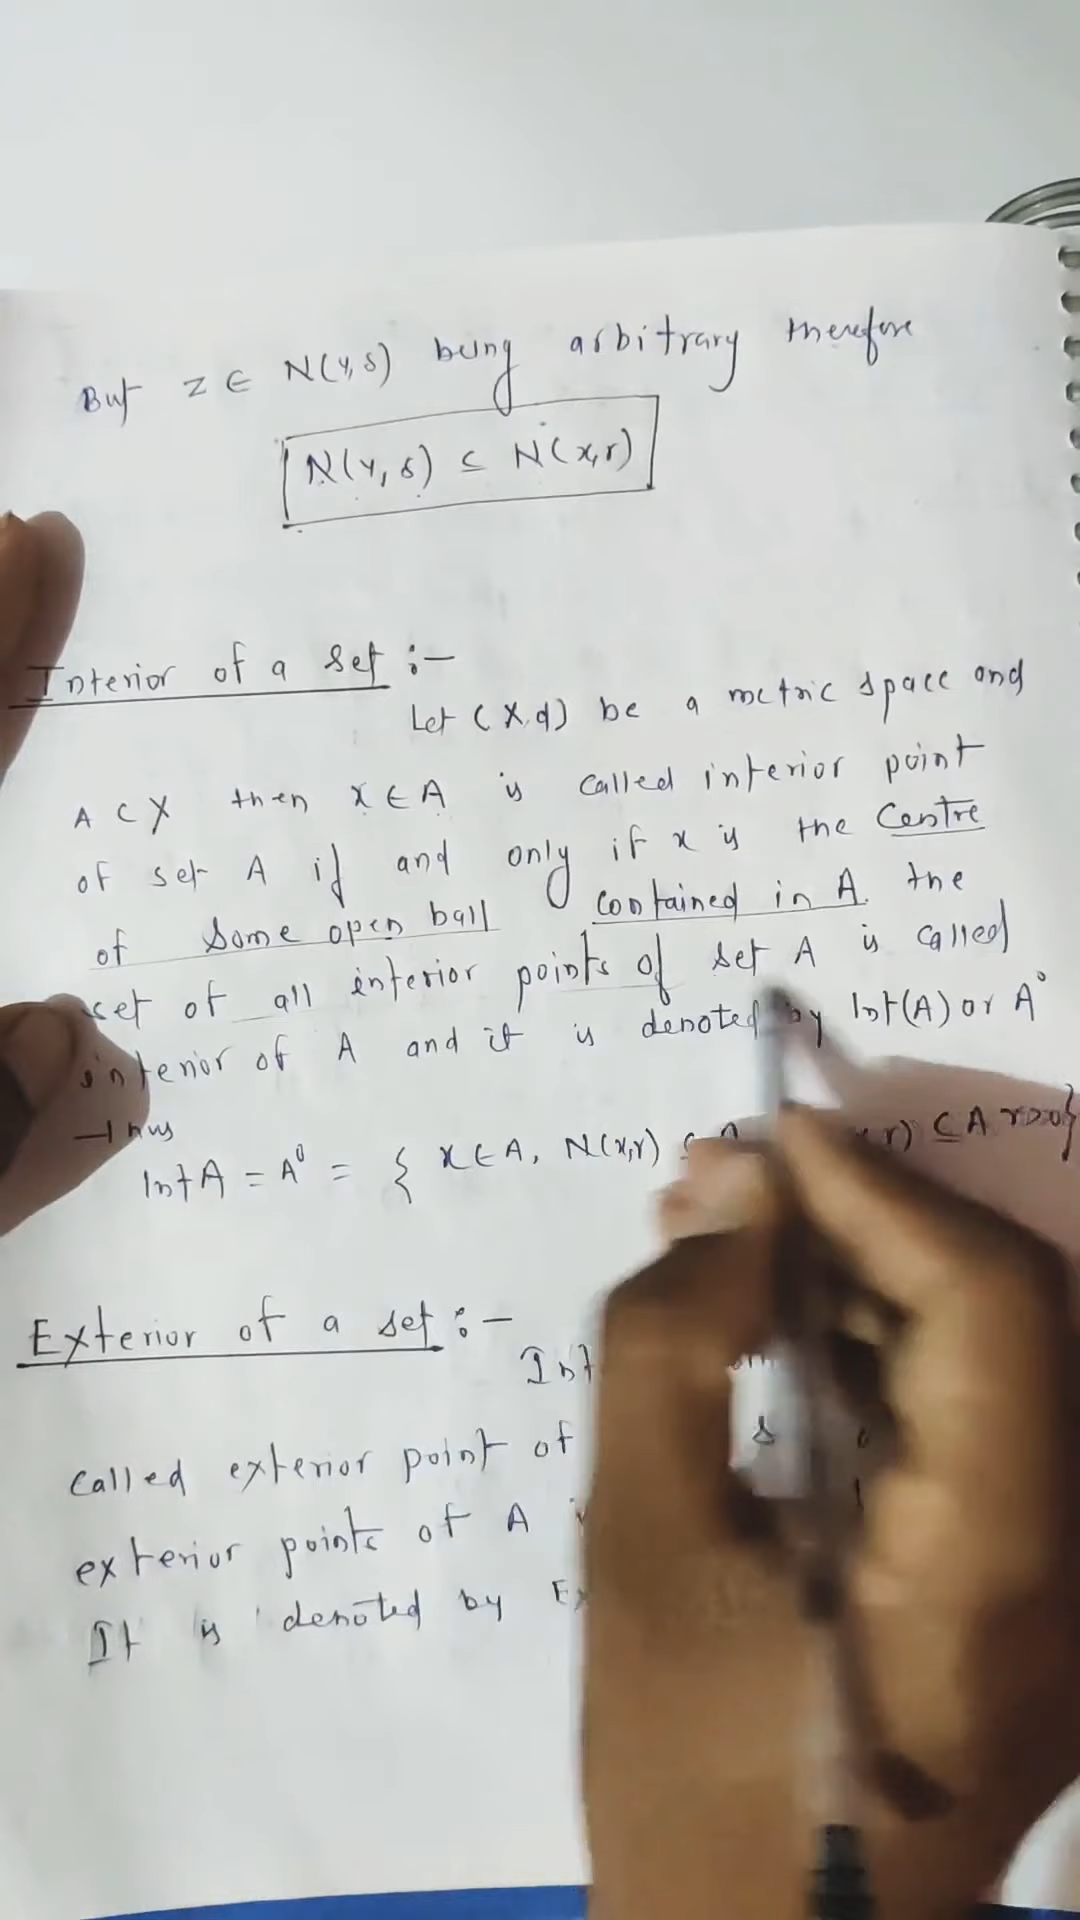 But z ∈ N(y,s) being arbitrary therefore
N(y, s) ⊆ N(x,r)
Interior of a set :-
Let (X,d) be a metric space and
A ⊂ X then x ∈ A is called interior point
of set A if and only if x is the centre
of some open ball contained in A. the
set of all interior points of set A is called
interior of A and it is denoted by Int(A) or A°
Thus
Int A = A° = { x ∈ A, N(x,r) ⊆ A r) ⊆ A r>0}
Exterior of a set :-
Int
called exterior point of
exterior points of A
It is denoted by Ex